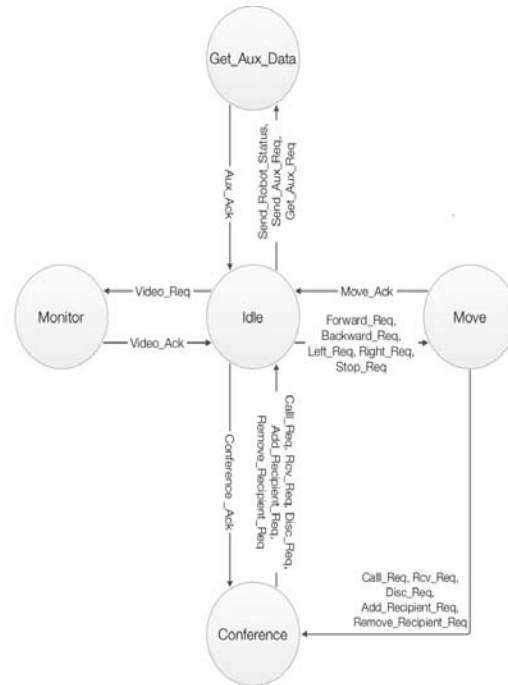 Get_Aux_Data
Aux_Ack
Send_Robot_Status,
Send_Aux_Req,
Get_Aux_Req
Video_Req
Move_Ack
Monitor
Idle
Move
Video_Ack
Forward_Req,
Backward_Req,
Left_Req, Right_Req,
Stop_Req
Conference _Ack
Calll_Req, Rcv_Req, Disc_Req,
Add_Recipient_Req,
Remove_Recipient_Req
Calll_Req, Rcv_Req,
Disc_Req,
Add_Recipient_Req,
Remove_Recipient_Req
Conference